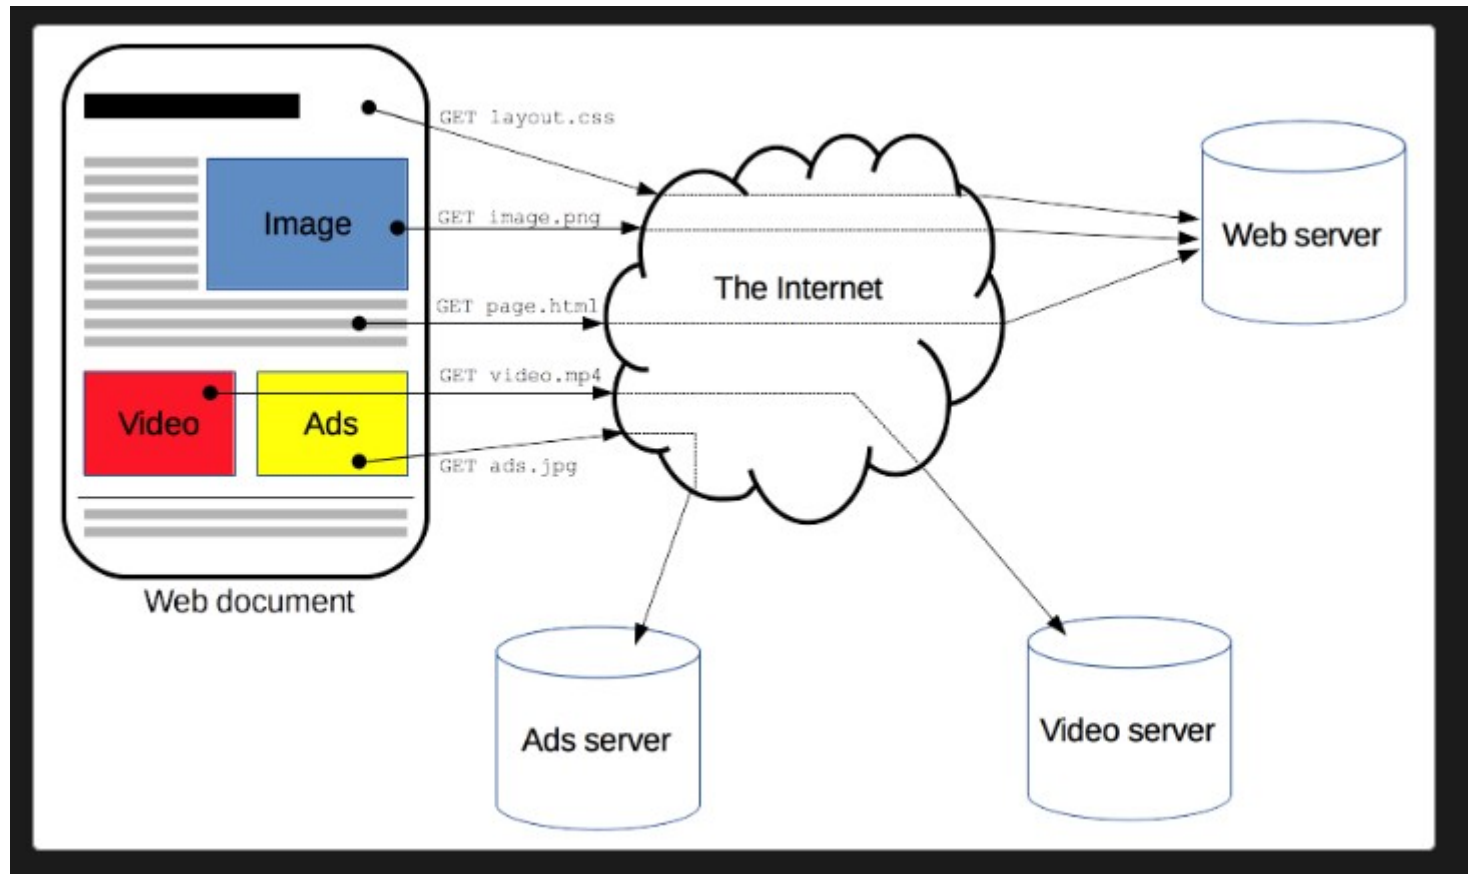 GET layout.css
Image
GET image.png
Web server
The Internet
GET page.html
GET video.mp4
Video
Ads
GET ads.jpg
Web document
Ads server
Video server